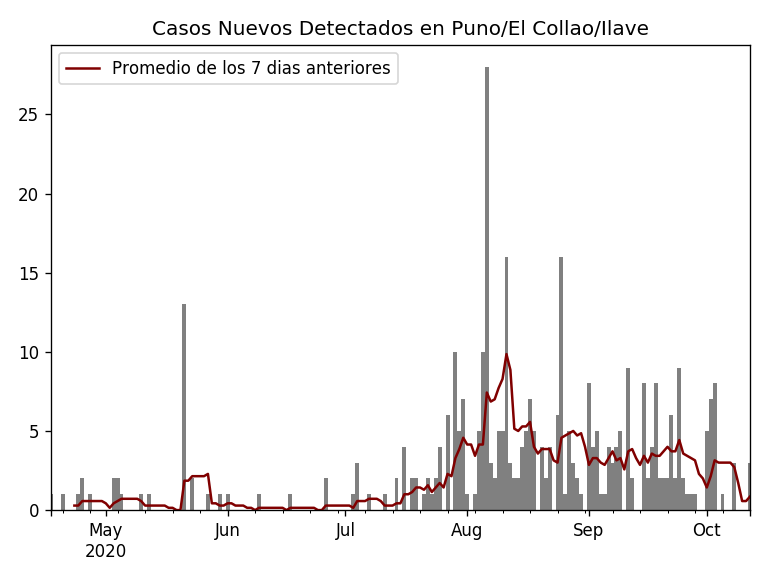 Casos Nuevos Detectados en Puno/El Collao/Ilave
Promedio de los 7 dias anteriores
25
20
15
10
5
0
May Jun Jul Aug Sep Oct
2020